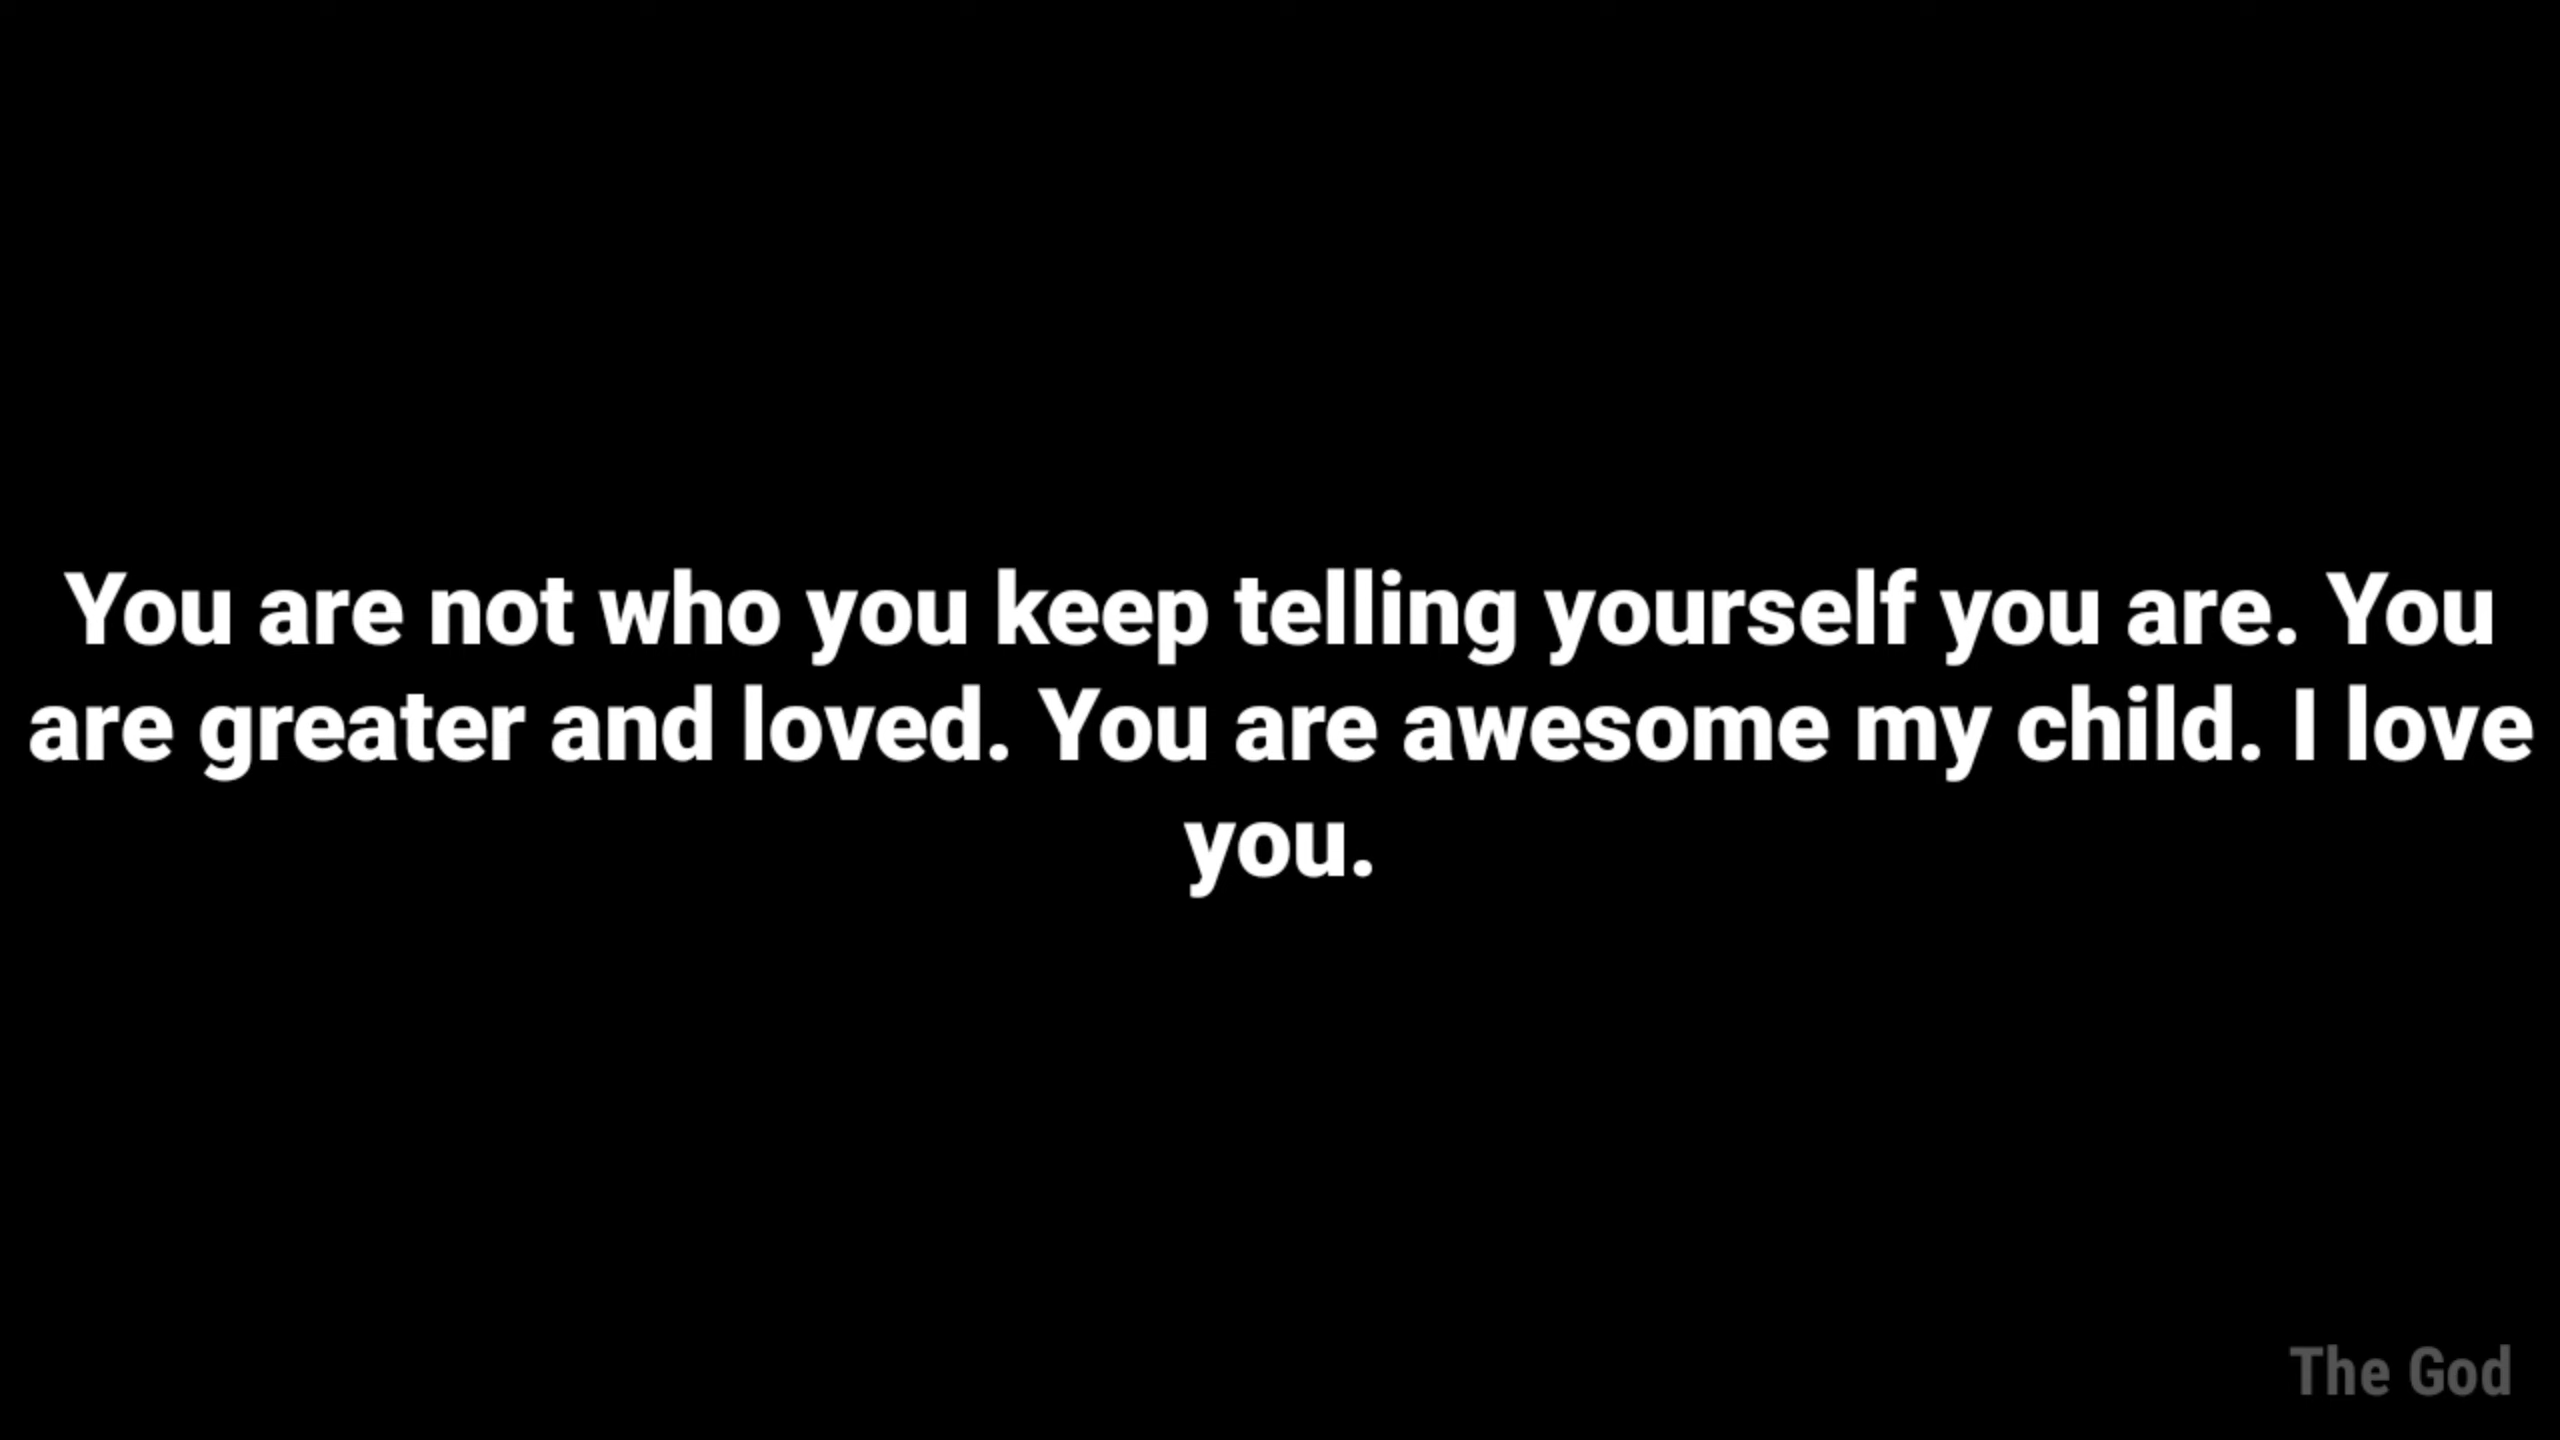 You are not who you keep telling yourself you are. You
are greater and loved. You are awesome my child. I love
you.
The God